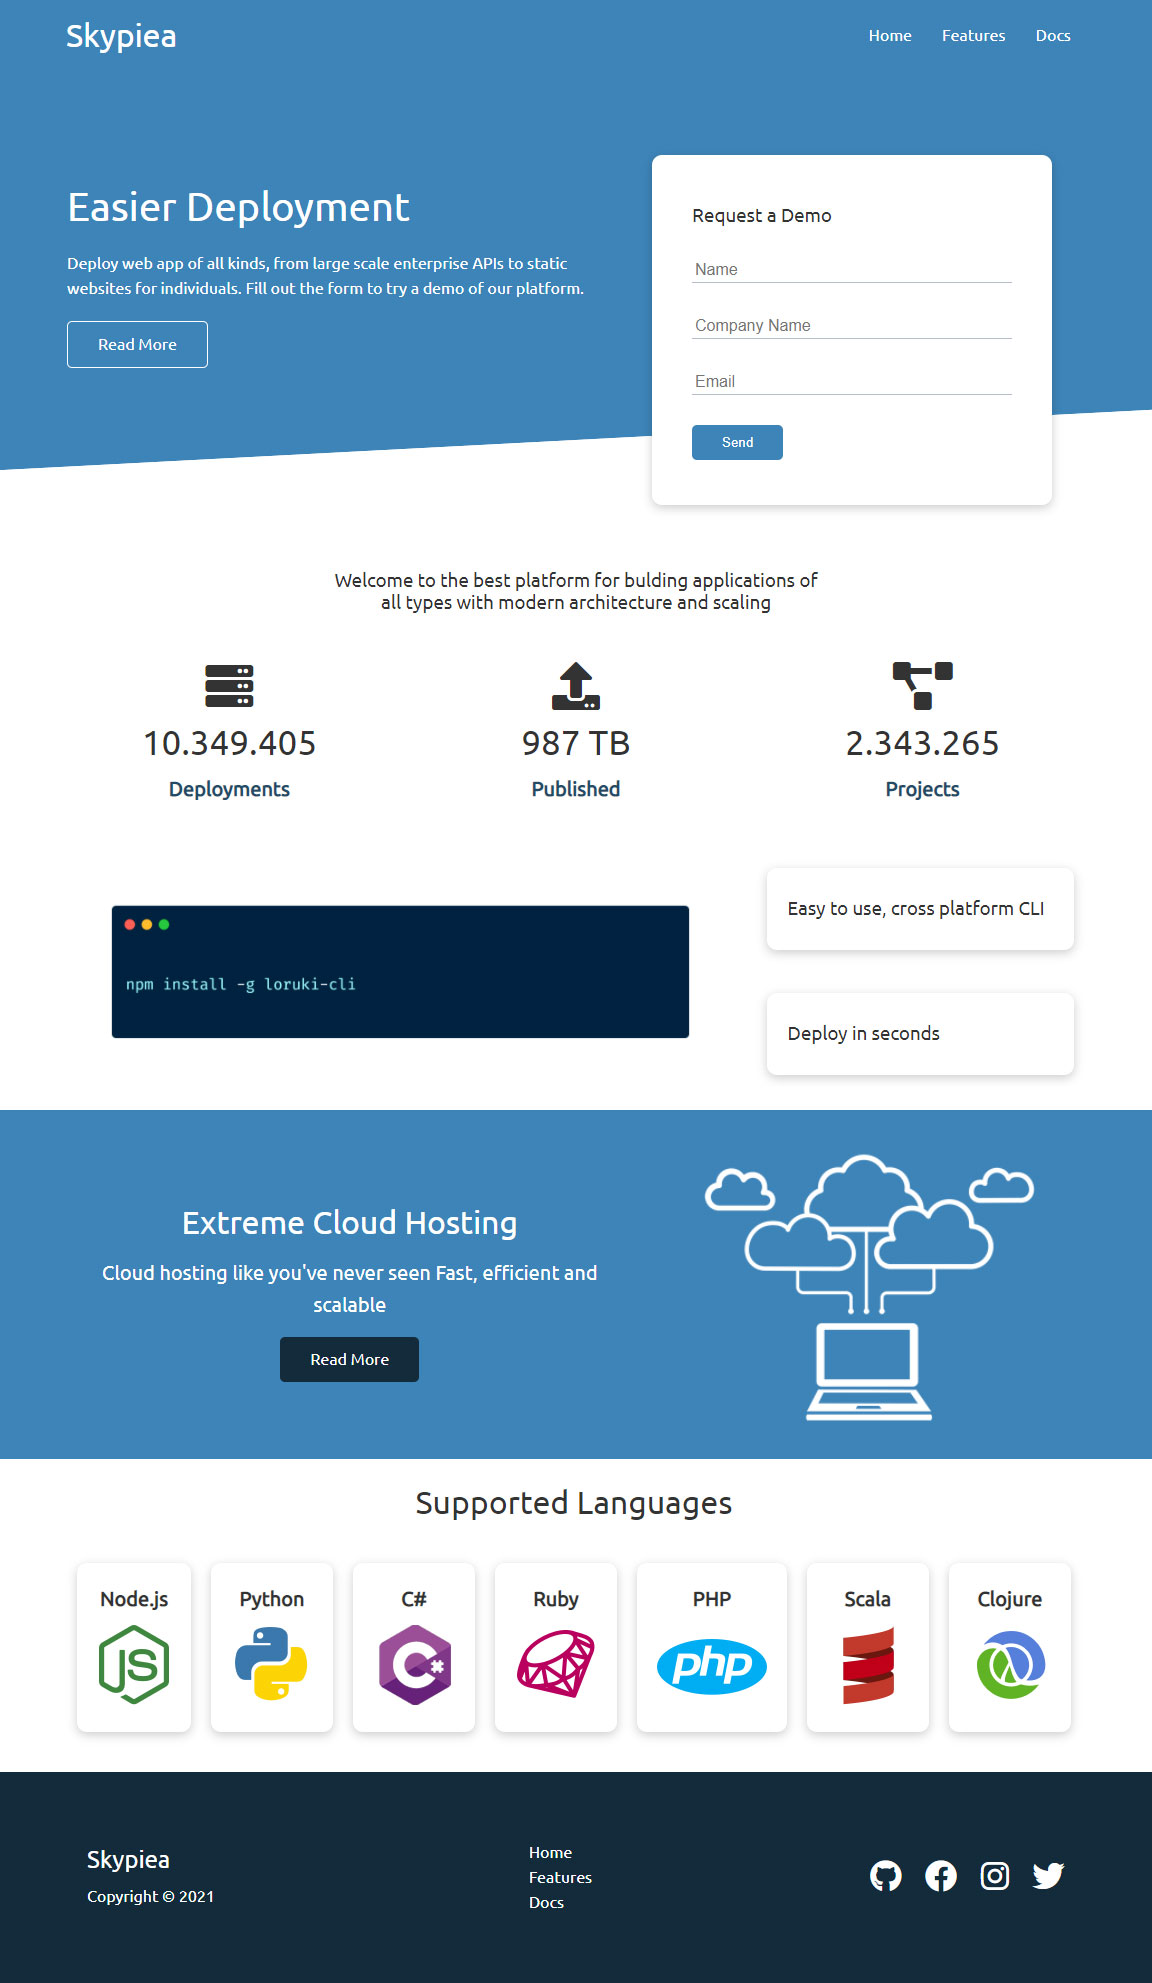 Skypiea
Home
Features
Docs
Easier Deployment
Deploy web app of all kinds, from large scale enterprise APIs to static
websites for individuals. Fill out the form to try a demo of our platform.
Read More
Request a Demo
Name
Company Name
Email
Send
Welcome to the best platform for bulding applications of
all types with modern architecture and scaling
10.349.405
Deployments
987 TB
Published
2.343.265
Projects
npm install -g loruki-cli
Easy to use, cross platform CLI
Deploy in seconds
Extreme Cloud Hosting
Cloud hosting like you've never seen Fast, efficient and
scalable
Read More
Supported Languages
Node.js
JS
Python
C#
C#
Ruby
PHP
php
Scala
Clojure
Skypiea
Copyright © 2021
Home
Features
Docs